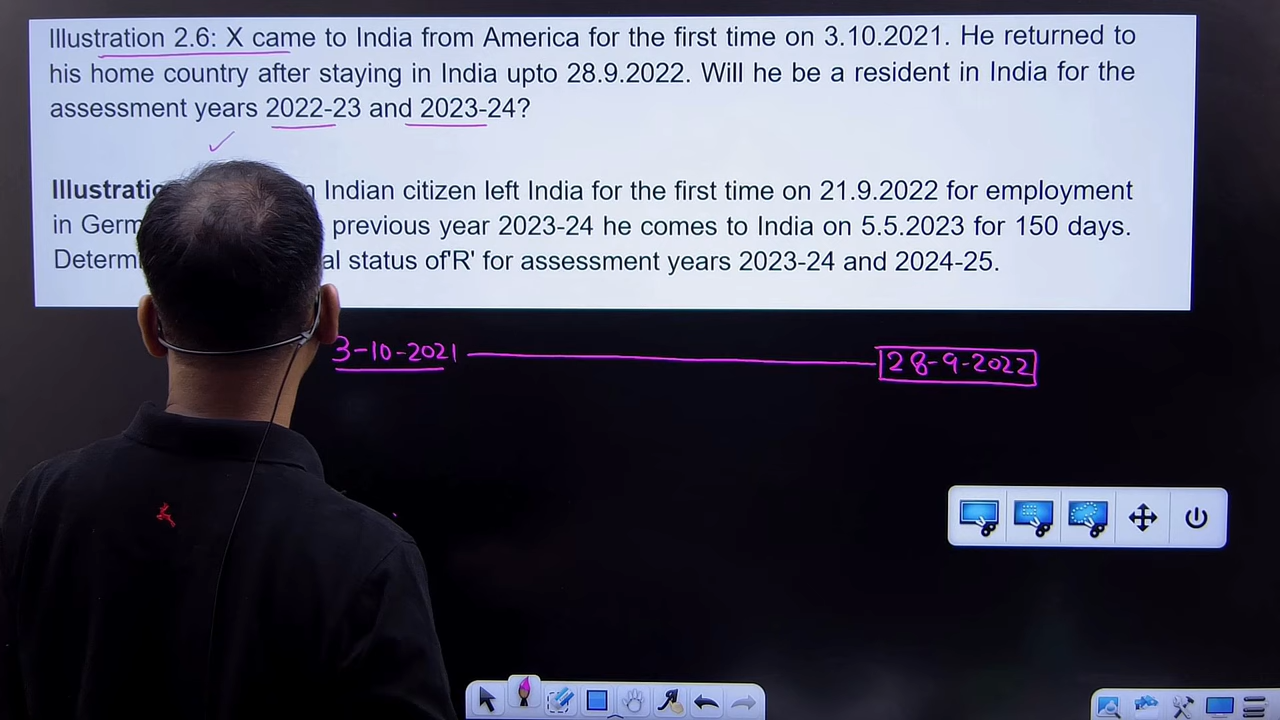 Illustration 2.6: X came to India from America for the first time on 3.10.2021. He returned to
his home country after staying in India upto 28.9.2022. Will he be a resident in India for the
assessment years 2022-23 and 2023-24?
Indian citizen left India for the first time on 21.9.2022 for employment
in previous year 2023-24 he comes to India on 5.5.2023 for 150 days.
status of'R' for assessment years 2023-24 and 2024-25.
3-10-2021 28-9-2022